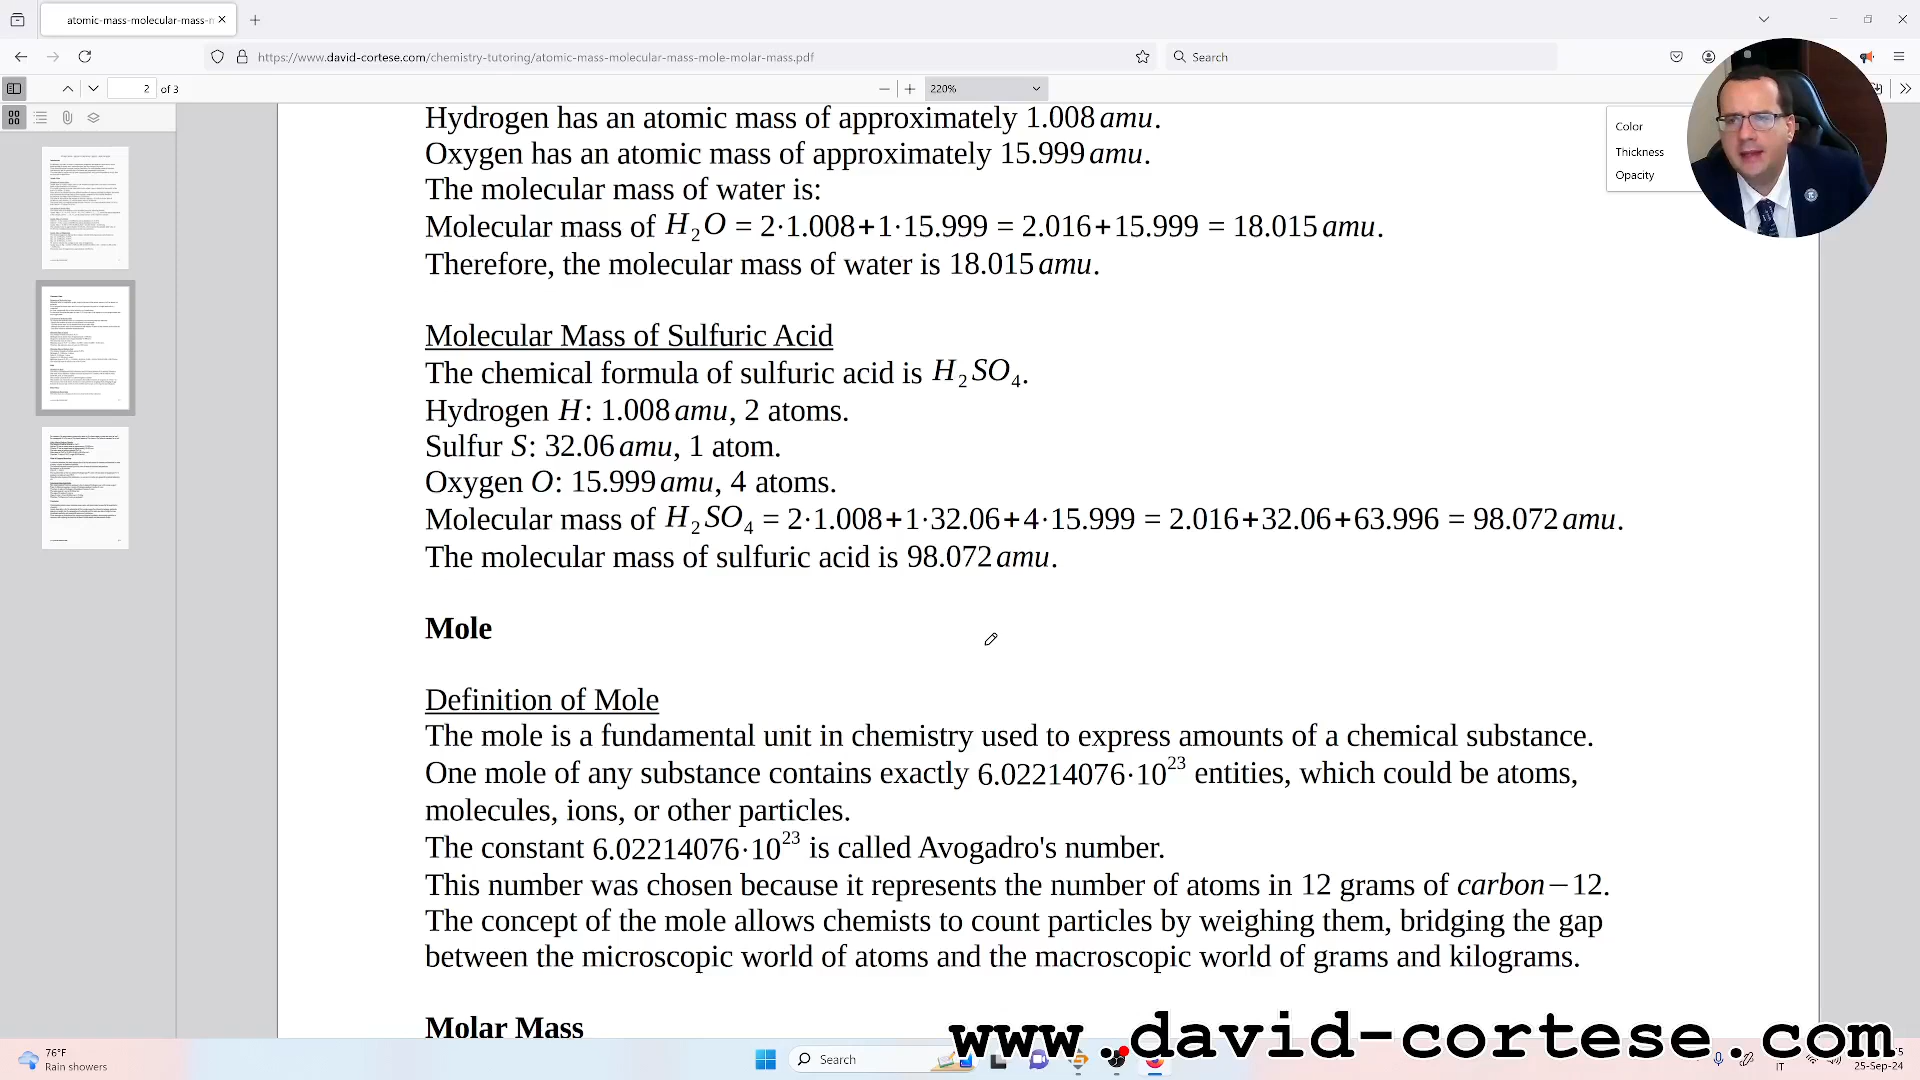 atomic-mass-molecular-mass-n
https://www.david-cortese.com/chemistry-tutoring/atomic-mass-molecular-mass-mole-molar-mass.pdf
Search
2 of 3
220%
Color
Thickness
Opacity
Hydrogen has an atomic mass of approximately 1.008 amu.
Oxygen has an atomic mass of approximately 15.999 amu.
The molecular mass of water is:
Molecular mass of H₂O = 2·1.008+1·15.999 = 2.016+15.999 = 18.015 amu.
Therefore, the molecular mass of water is 18.015 amu.
Molecular Mass of Sulfuric Acid
The chemical formula of sulfuric acid is H₂SO₄.
Hydrogen H: 1.008 amu, 2 atoms.
Sulfur S: 32.06 amu, 1 atom.
Oxygen O: 15.999 amu, 4 atoms.
Molecular mass of H₂SO₄ = 2·1.008+1·32.06+4·15.999 = 2.016+32.06+63.996 = 98.072 amu.
The molecular mass of sulfuric acid is 98.072 amu.
Mole
Definition of Mole
The mole is a fundamental unit in chemistry used to express amounts of a chemical substance.
One mole of any substance contains exactly 6.02214076·10²³ entities, which could be atoms,
molecules, ions, or other particles.
The constant 6.02214076·10²³ is called Avogadro's number.
This number was chosen because it represents the number of atoms in 12 grams of carbon−12.
The concept of the mole allows chemists to count particles by weighing them, bridging the gap
between the microscopic world of atoms and the macroscopic world of grams and kilograms.
Molar Mass
www.david-cortese.com
76°F
Rain showers
Search
IT
25-Sep-24